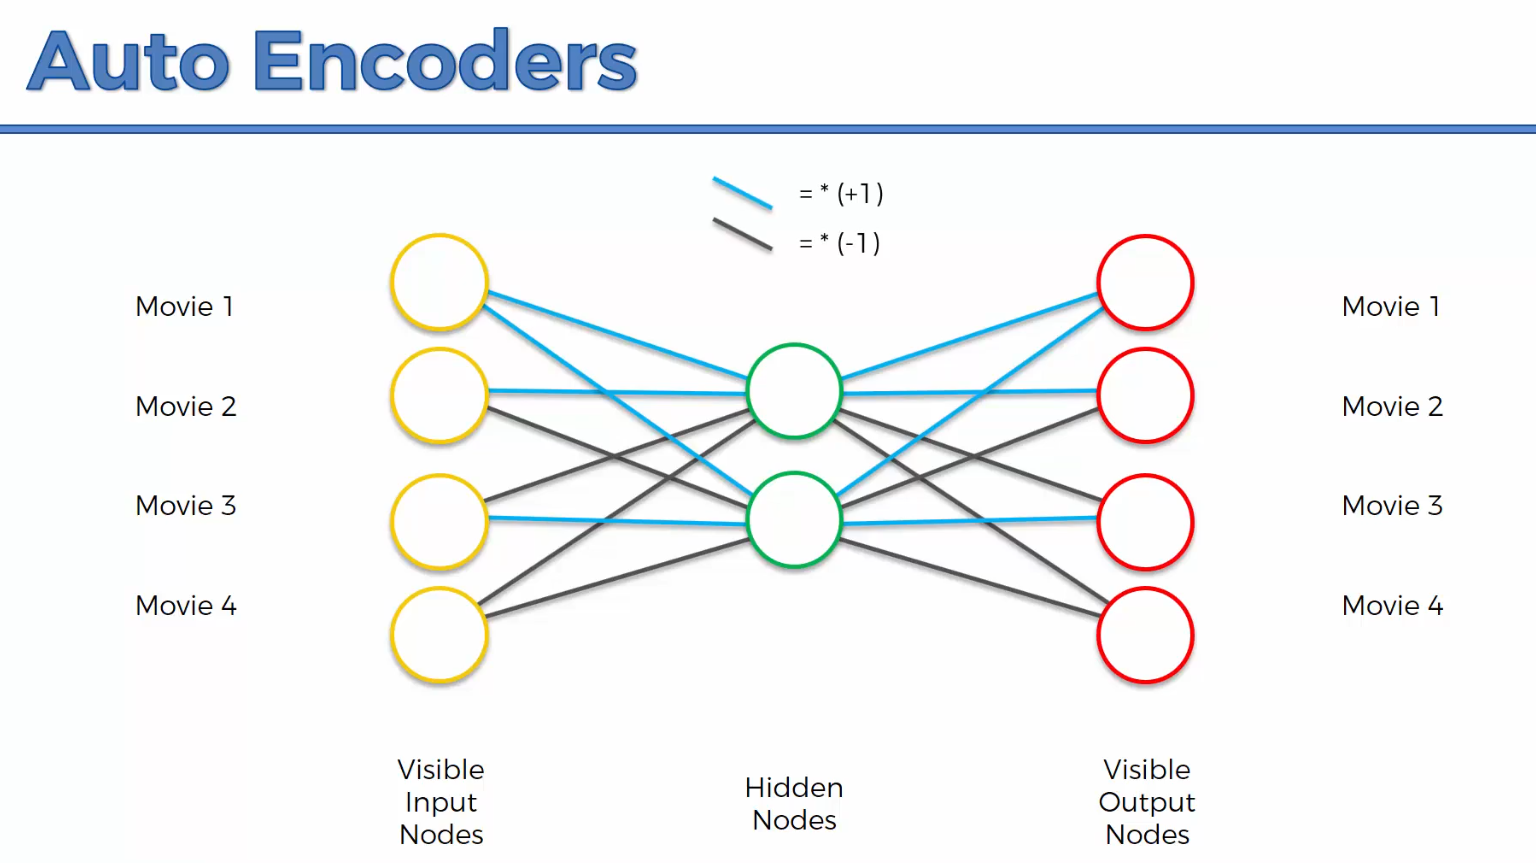 Auto Encoders
= * (+1)
= * (-1)
Movie 1
Movie 2
Movie 3
Movie 4
Movie 1
Movie 2
Movie 3
Movie 4
Visible
Input
Nodes
Hidden
Nodes
Visible
Output
Nodes